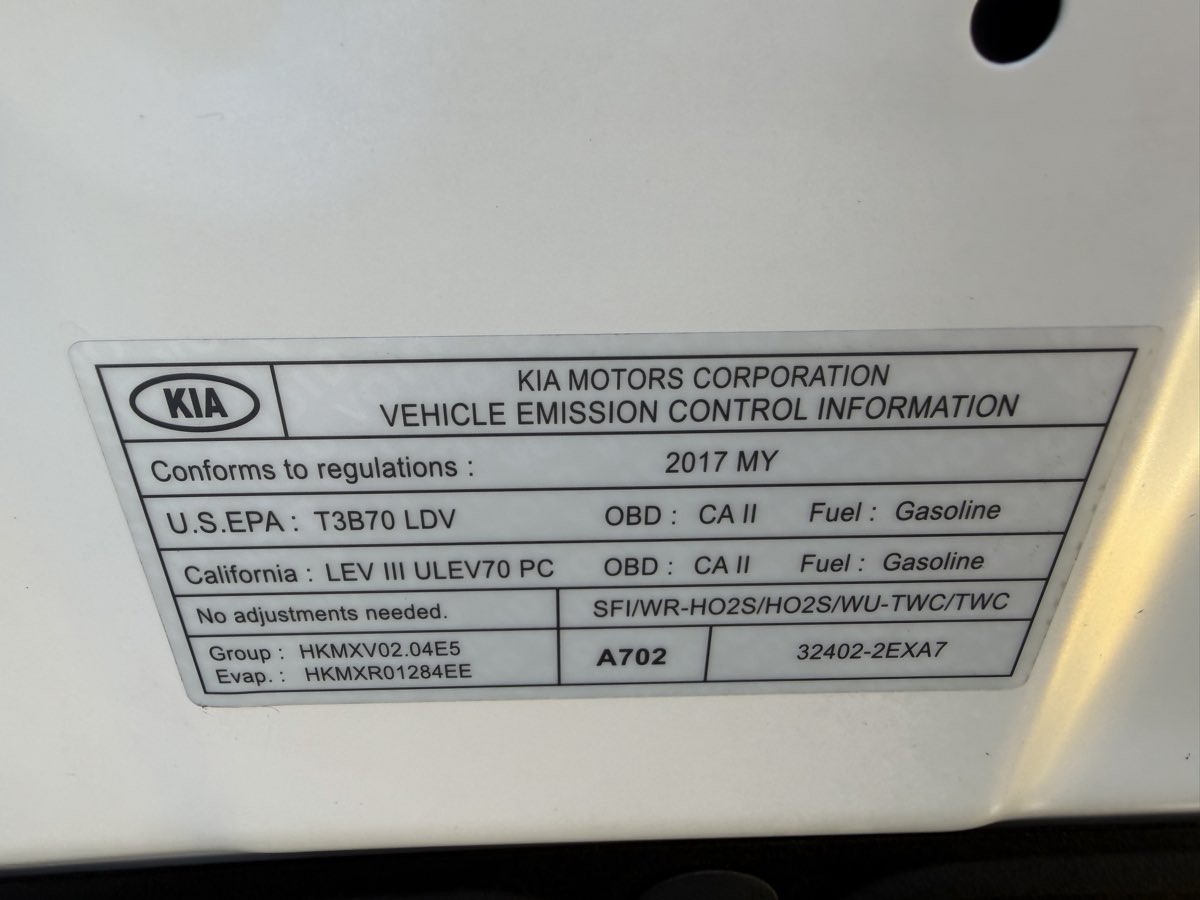 KIA
KIA MOTORS CORPORATION
VEHICLE EMISSION CONTROL INFORMATION
Conforms to regulations : 2017 MY
U.S.EPA : T3B70 LDV OBD : CA II Fuel : Gasoline
California : LEV III ULEV70 PC OBD : CA II Fuel : Gasoline
No adjustments needed. SFI/WR-HO2S/HO2S/WU-TWC/TWC
Group : HKMXV02.04E5
Evap. : HKMXR01284EE
A702
32402-2EXA7